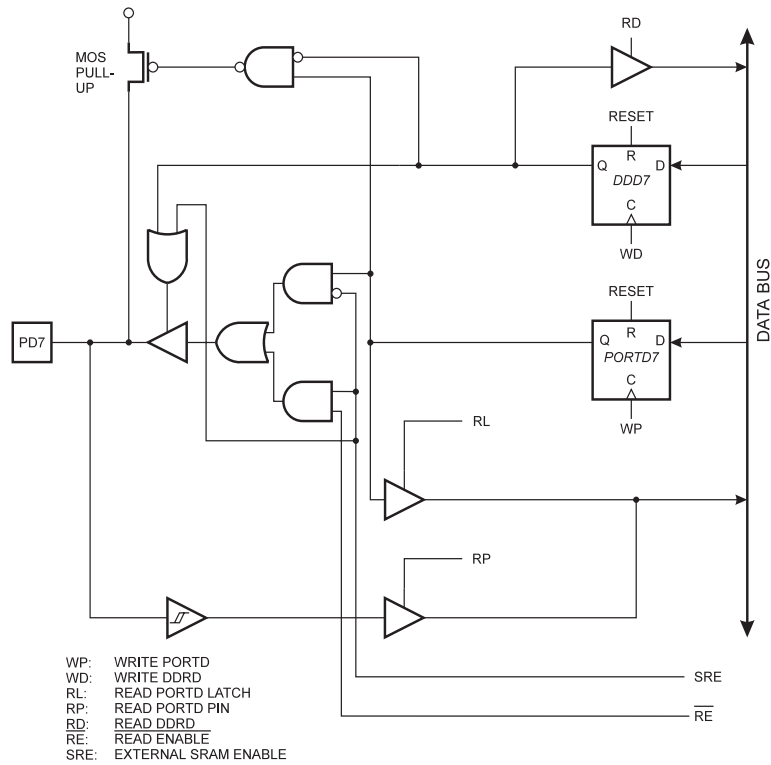 RD
MOS
PULL-
UP
RESET
R
Q
D
DDD7
C
WD
RESET
DATA BUS
R
Q
D
PD7
PORTD7
C
WP
RL
RP
WP: WRITE PORTD
WD: WRITE DDRD
RL: READ PORTD LATCH
RP: READ PORTD PIN
RD: READ DDRD
RE: READ ENABLE
SRE: EXTERNAL SRAM ENABLE
SRE
RE